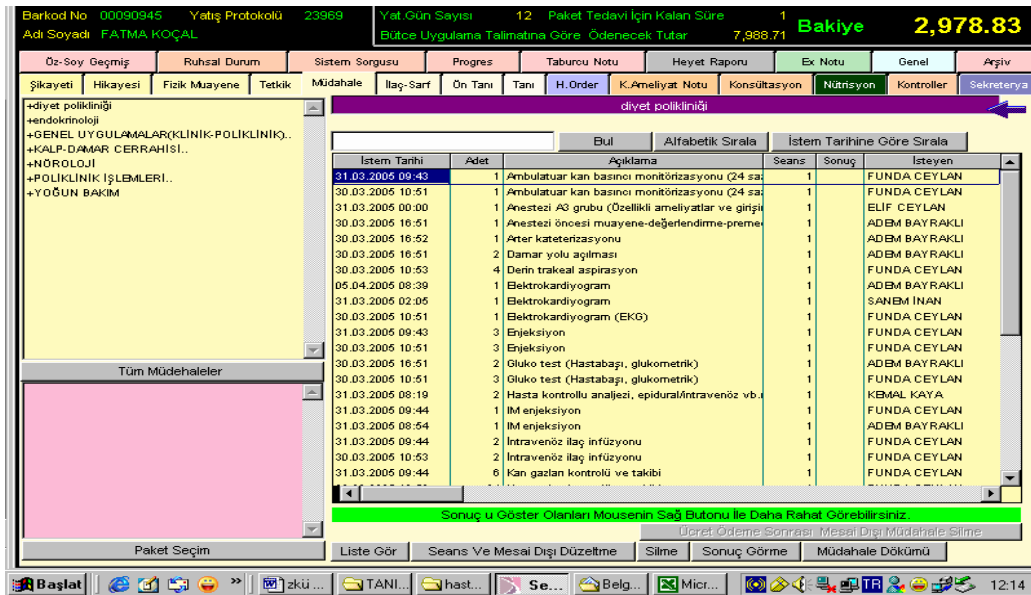 Barkod No 00090945 Yatış Protokolü 23969 Yat.Gün Sayısı 12 Paket Tedavi İçin Kalan Süre 1 Bakiye 2,978.83
Adı Soyadı FATMA KOÇAL Bütce Uygulama Talimatına Göre Ödenecek Tutar 7,988.71
Öz-Soy Geçmiş Ruhsal Durum Sistem Sorgusu Progres Taburcu Notu Heyet Raporu Ex Notu Genel Arşiv
Şikayeti Hikayesi Fizik Muayene Tetkik Müdahale İlaç-Sarf Ön Tanı Tanı H.Order K.Ameliyat Notu Konsültasyon Nütrisyon Kontroller Sekreterya
+diyet polikliniği
+endokrinoloji
+GENEL UYGULAMALAR(KLİNİK-POLİKLİNİK)..
+KALP-DAMAR CERRAHİSİ..
+NÖROLOJİ
+POLİKLİNİK İŞLEMLERİ..
+YOĞUN BAKIM
Tüm Müdehaleler
Paket Seçim
diyet polikliniği
Bul Alfabetik Sırala İstem Tarihine Göre Sırala
İstem Tarihi Adet Açıklama Seans Sonuç İsteyen
31.03.2005 09:43 1 Ambulatuar kan basıncı monitörizasyonu (24 sa: 1 FUNDA CEYLAN
30.03.2005 10:51 1 Ambulatuar kan basıncı monitörizasyonu (24 sa: 1 FUNDA CEYLAN
31.03.2005 00:00 1 Anestezi A3 grubu (Özellikli ameliyatlar ve girişi 1 ELİF CEYLAN
30.03.2005 16:51 1 Anestezi öncesi muayene-değerlendirme-preme 1 ADEM BAYRAKLI
30.03.2005 16:52 1 Arter kateterizasyonu 1 ADEM BAYRAKLI
30.03.2005 16:51 2 Damar yolu açılması 1 ADEM BAYRAKLI
30.03.2005 10:53 4 Derin trakeal aspirasyon 1 FUNDA CEYLAN
05.04.2005 08:39 1 Elektrokardiyogram 1 ADEM BAYRAKLI
31.03.2005 02:05 1 Elektrokardiyogram 1 SANEM İNAN
30.03.2005 10:51 1 Elektrokardiyogram (EKG) 1 FUNDA CEYLAN
31.03.2005 09:43 3 Enjeksiyon 1 FUNDA CEYLAN
30.03.2005 10:51 3 Enjeksiyon 1 FUNDA CEYLAN
30.03.2005 16:51 2 Gluko test (Hastabaşı, glukometrik) 1 ADEM BAYRAKLI
30.03.2005 10:51 3 Gluko test (Hastabaşı, glukometrik) 1 FUNDA CEYLAN
31.03.2005 08:19 2 Hasta kontrollu analjezi, epidural/intravenöz vb. 1 KEMAL KAYA
31.03.2005 09:44 1 IM enjeksiyon 1 FUNDA CEYLAN
31.03.2005 08:54 1 IM enjeksiyon 1 ADEM BAYRAKLI
31.03.2005 09:44 2 İntravenöz ilaç infüzyonu 1 FUNDA CEYLAN
30.03.2005 10:53 2 İntravenöz ilaç infüzyonu 1 FUNDA CEYLAN
31.03.2005 09:44 6 Kan gazları kontrolü ve takibi 1 FUNDA CEYLAN
Sonuç u Göster Olanları Mousenin Sağ Butonu İle Daha Rahat Görebilirsiniz.
Ücret Ödeme Sonrası Mesai Dışı Müdahale Silme
Liste Gör Seans Ve Mesai Dışı Düzeltme Silme Sonuç Görme Müdahale Dökümü
Başlat » zkü ... TANI... hast... Se... Belg... Micr... TR 12:14